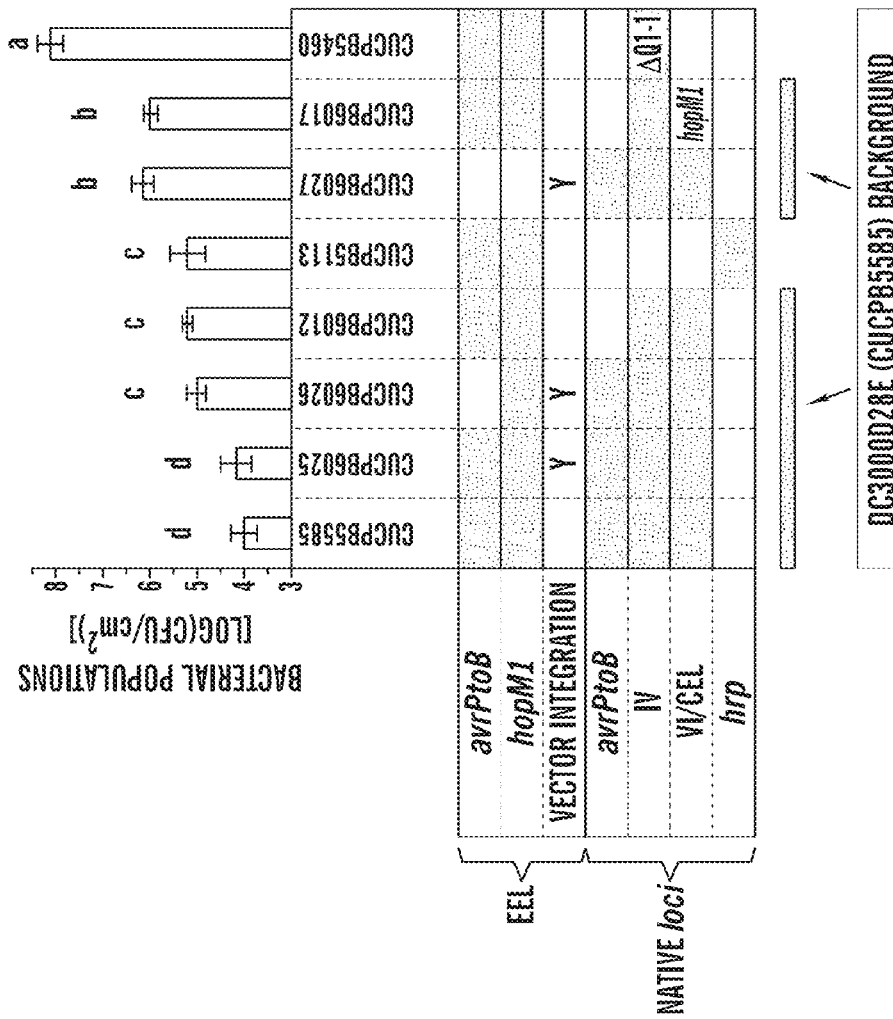 BACTERIAL POPULATIONS
[LOG(CFU/cm²)]
8
7
6
5
4
3
d
d
c
c
c
b
b
a
CUCPB5585
CUCPB6025
CUCPB6026
CUCPB6012
CUCPB5113
CUCPB6027
CUCPB6017
CUCPB5460
EEL
avrPtoB
hopM1
VECTOR INTEGRATION
Y
Y
Y
NATIVE loci
avrPtoB
IV
ΔQ1-1
VI/CEL
hopM1
hrp
DC3000D28E (CUCPB5585) BACKGROUND